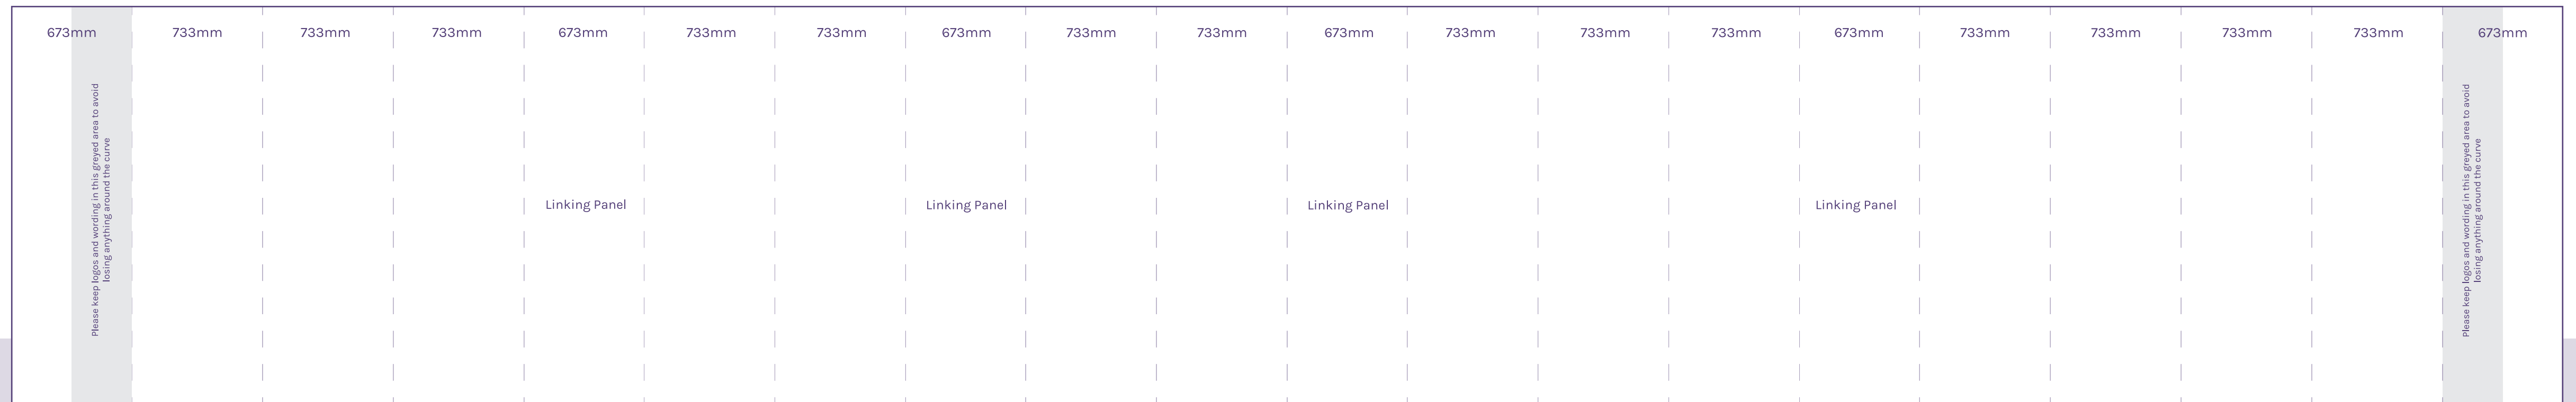 673mm 733mm 733mm 733mm 673mm 733mm 733mm 673mm 733mm 733mm 673mm 733mm 733mm 733mm 673mm 733mm 733mm 733mm 733mm 673mm
Please keep logos and wording in this greyed area to avoid
losing anything around the curve
Linking Panel
Linking Panel
Linking Panel
Linking Panel
Please keep logos and wording in this greyed area to avoid
losing anything around the curve